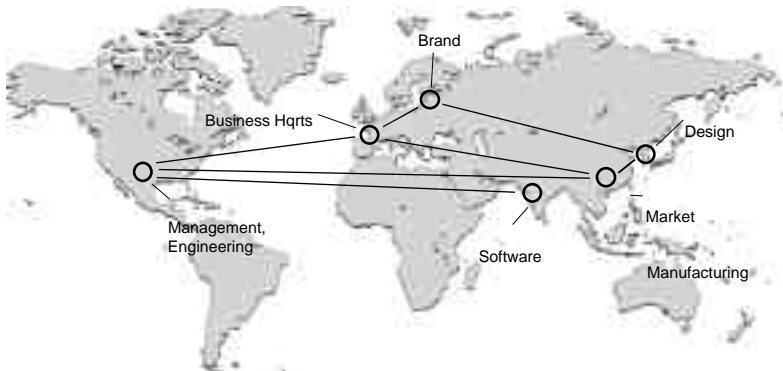 Brand
Business Hqrts
Design
Management,
Engineering
Market
Software
Manufacturing